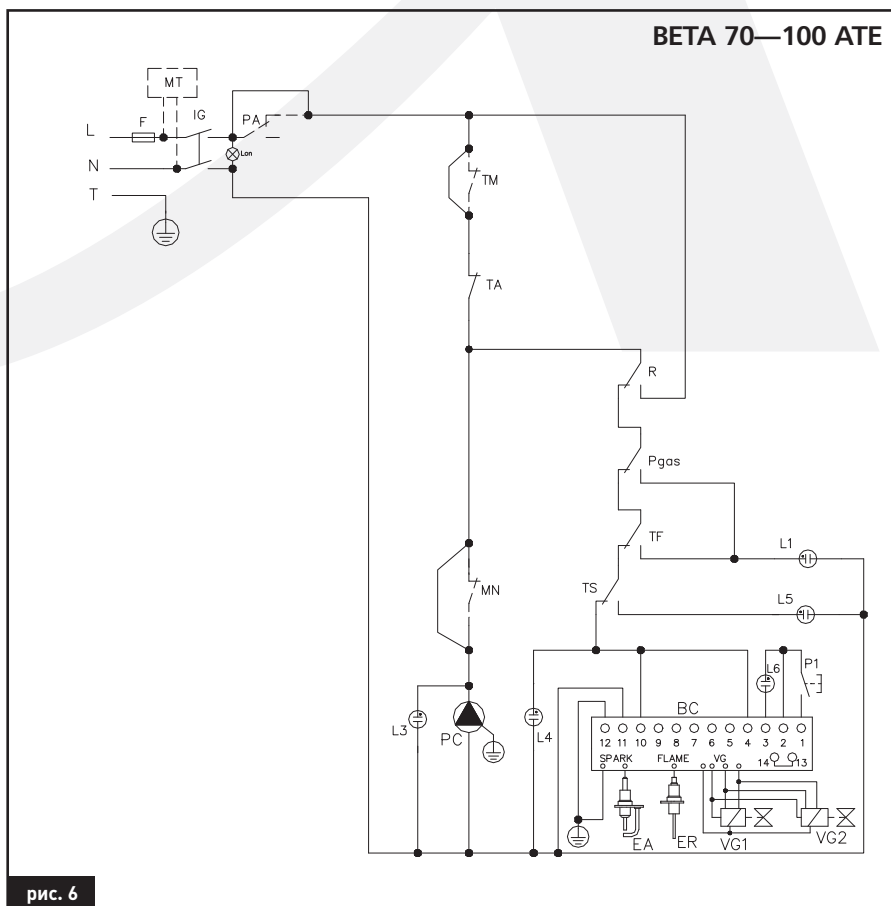 BETA 70—100 ATE
MT
F
IG
PA
L
Lon
N
TM
T
TA
R
Pgas
TF
L1
TS
L5
MN
P1
L6
BC
L3
PC
L4
12 11 10 9 8 7 6 5 4 3 2 1
SPARK FLAME VG 14 13
EA ER VG1 VG2
рис. 6